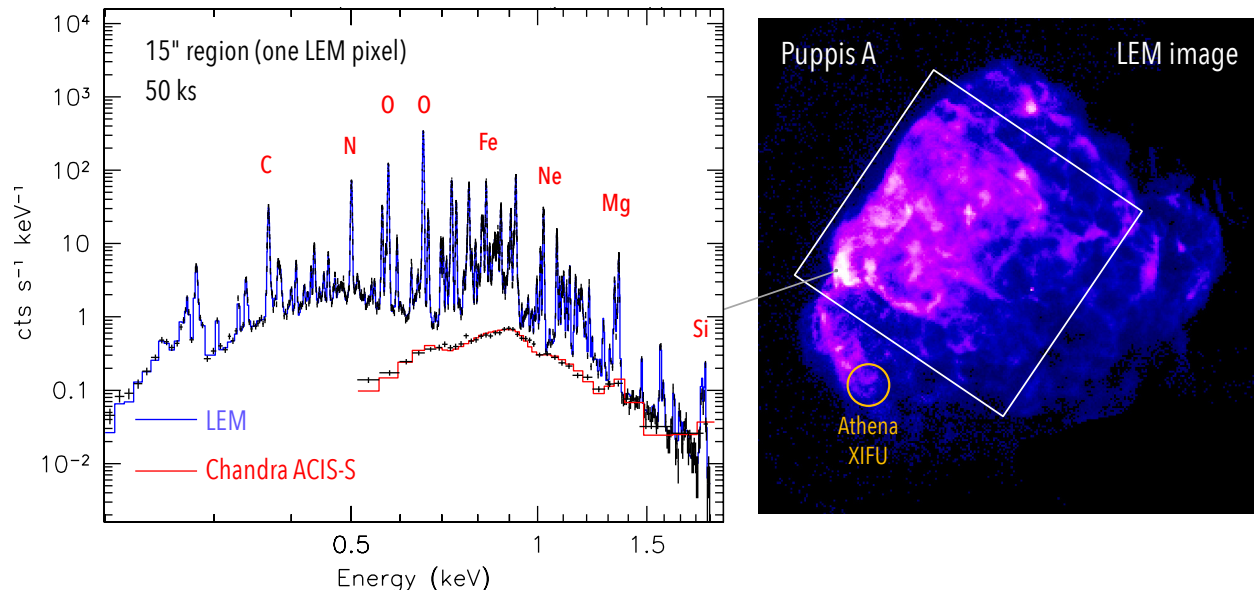 15" region (one LEM pixel)
50 ks
C
N
O
O
Fe
Ne
Mg
Si
10⁴
10³
10²
10
1
0.1
10⁻²
cts s⁻¹ keV⁻¹
LEM
Chandra ACIS-S
0.5
1
1.5
Energy (keV)
Puppis A
LEM image
Athena
XIFU